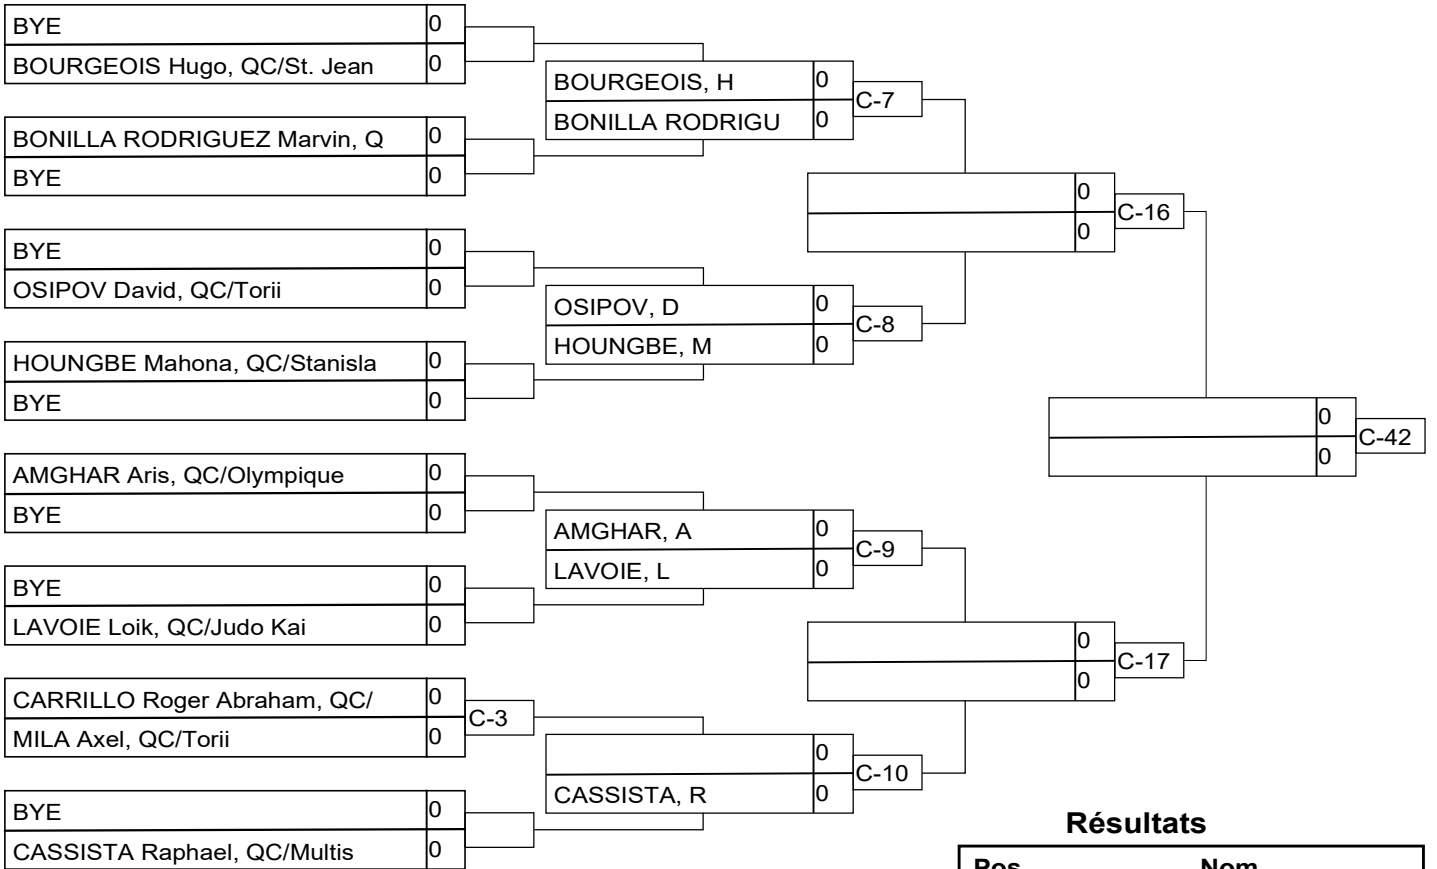 BYE 0
BOURGEOIS Hugo, QC/St. Jean 0
BONILLA RODRIGUEZ Marvin, Q 0
BYE 0
BYE 0
OSIPOV David, QC/Torii 0
HOUNGBE Mahona, QC/Stanisla 0
BYE 0
AMGHAR Aris, QC/Olympique 0
BYE 0
BYE 0
LAVOIE Loik, QC/Judo Kai 0
CARRILLO Roger Abraham, QC/ 0
C-3
MILA Axel, QC/Torii 0
BYE 0
CASSISTA Raphael, QC/Multis 0
BOURGEOIS, H 0
C-7
BONILLA RODRIGU 0
OSIPOV, D 0
C-8
HOUNGBE, M 0
AMGHAR, A 0
C-9
LAVOIE, L 0
0
C-10
CASSISTA, R 0
0
C-16
0
0
C-17
0
0
C-42
0
Résultats
Pos Nom